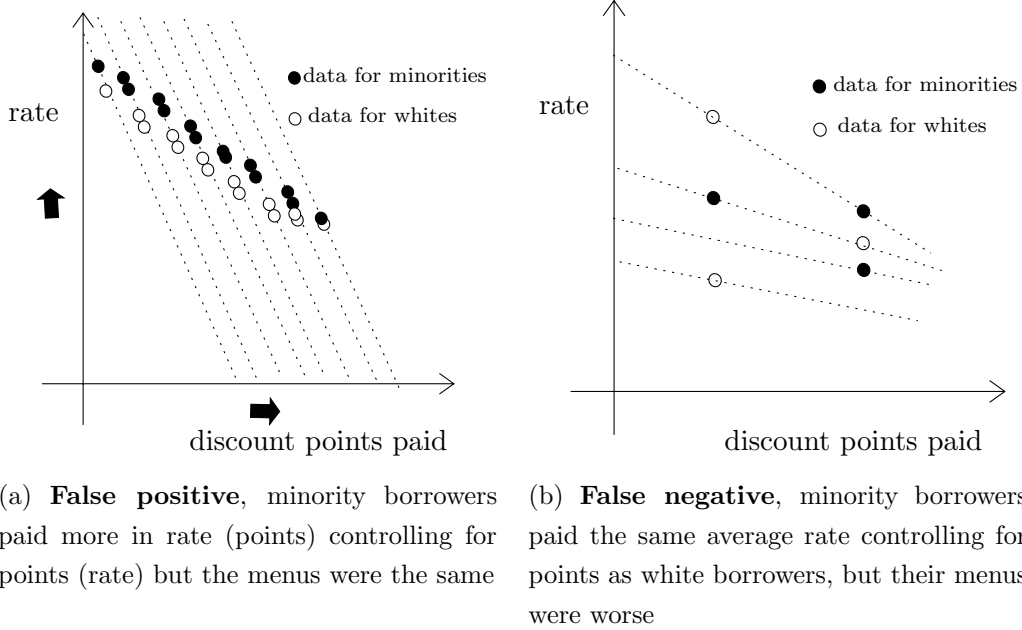 rate
data for minorities
data for whites
discount points paid
rate
data for minorities
data for whites
discount points paid
(a) False positive, minority borrowers
paid more in rate (points) controlling for
points (rate) but the menus were the same
(b) False negative, minority borrowers
paid the same average rate controlling for
points as white borrowers, but their menus
were worse